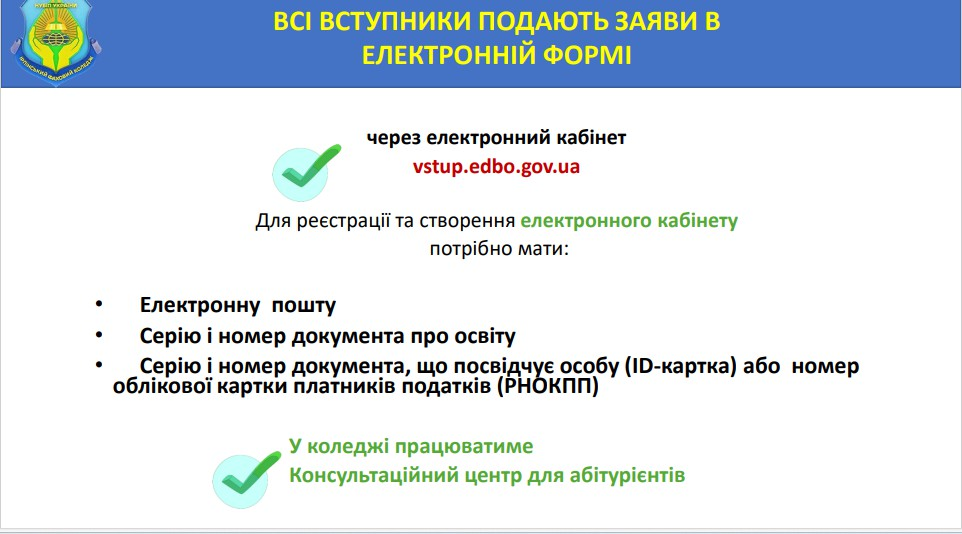 НУБІП УКРАЇНИ
ВСІ ВСТУПНИКИ ПОДАЮТЬ ЗАЯВИ В
ЕЛЕКТРОННІЙ ФОРМІ
через електронний кабінет
vstup.edbo.gov.ua
Для реєстрації та створення електронного кабінету
потрібно мати:
• Електронну пошту
• Серію і номер документа про освіту
• Серію і номер документа, що посвідчує особу (ID-картка) або номер
облікової картки платників податків (РНОКПП)
У коледжі працюватиме
Консультаційний центр для абітурієнтів